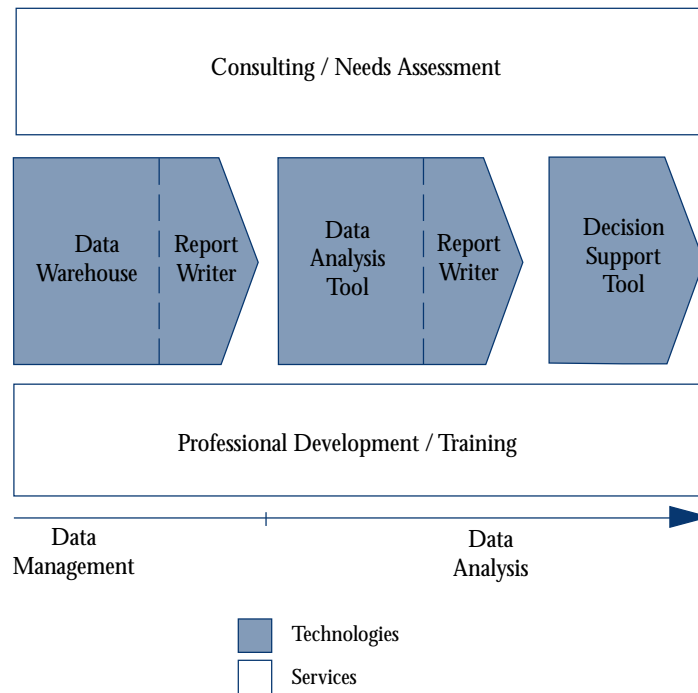 Consulting / Needs Assessment
Data
Warehouse
Report
Writer
Data
Analysis
Tool
Report
Writer
Decision
Support
Tool
Professional Development / Training
Data
Management
Data
Analysis
Technologies
Services